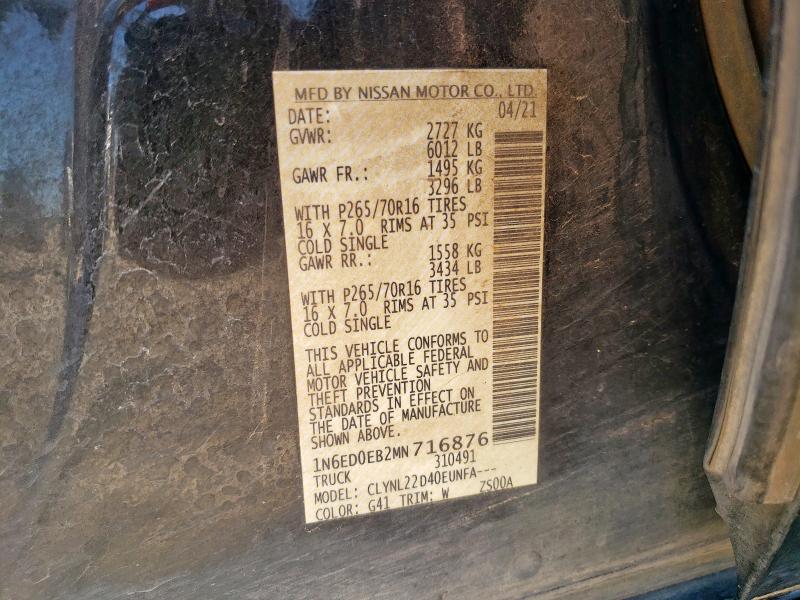 MFD BY NISSAN MOTOR CO., LTD.
DATE: 04/21
GVWR: 2727 KG
6012 LB
GAWR FR.: 1495 KG
3296 LB
WITH P265/70R16 TIRES
16 X 7.0 RIMS AT 35 PSI
COLD SINGLE
GAWR RR.: 1558 KG
3434 LB
WITH P265/70R16 TIRES
16 X 7.0 RIMS AT 35 PSI
COLD SINGLE
THIS VEHICLE CONFORMS TO
ALL APPLICABLE FEDERAL
MOTOR VEHICLE SAFETY AND
THEFT PREVENTION
STANDARDS IN EFFECT ON
THE DATE OF MANUFACTURE
SHOWN ABOVE.
1N6ED0EB2MN716876
TRUCK 310491
MODEL: CLYNL22D40EUNFA---
COLOR: G41 TRIM: W ZS00A